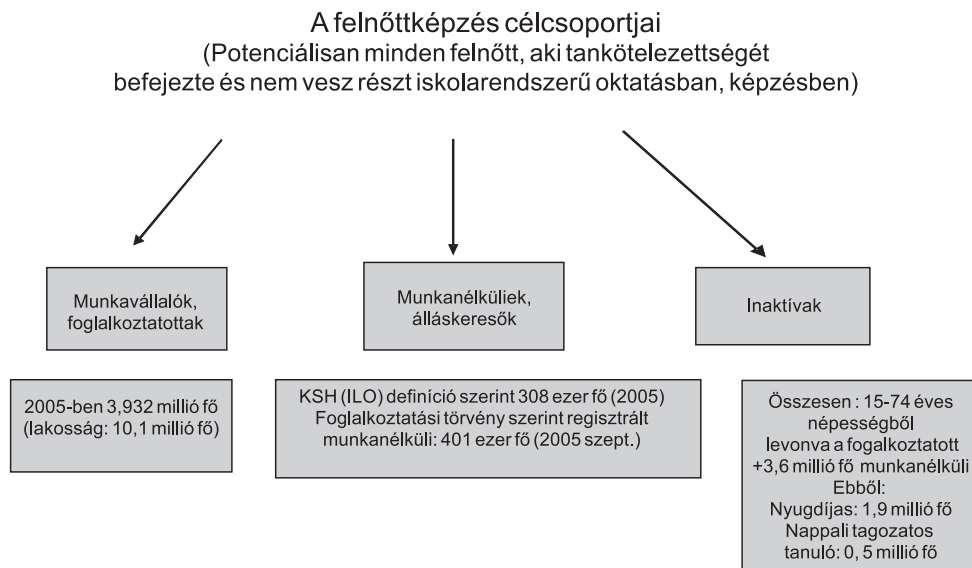 A felnőttképzés célcsoportjai
(Potenciálisan minden felnőtt, aki tankötelezettségét
befejezte és nem vesz részt iskolarendszerű oktatásban, képzésben)
Munkavállalók,
foglalkoztatottak
Munkanélküliek,
álláskeresők
Inaktívak
2005-ben 3,932 millió fő
(lakosság: 10,1 millió fő)
KSH (ILO) definíció szerint 308 ezer fő (2005)
Foglalkoztatási törvény szerint regisztrált
munkanélküli: 401 ezer fő (2005 szept.)
Összesen : 15-74 éves
népességből
levonva a fogalkoztatott
+3,6 millió fő munkanélküli
Ebből:
Nyugdíjas: 1,9 millió fő
Nappali tagozatos
tanuló: 0, 5 millió fő